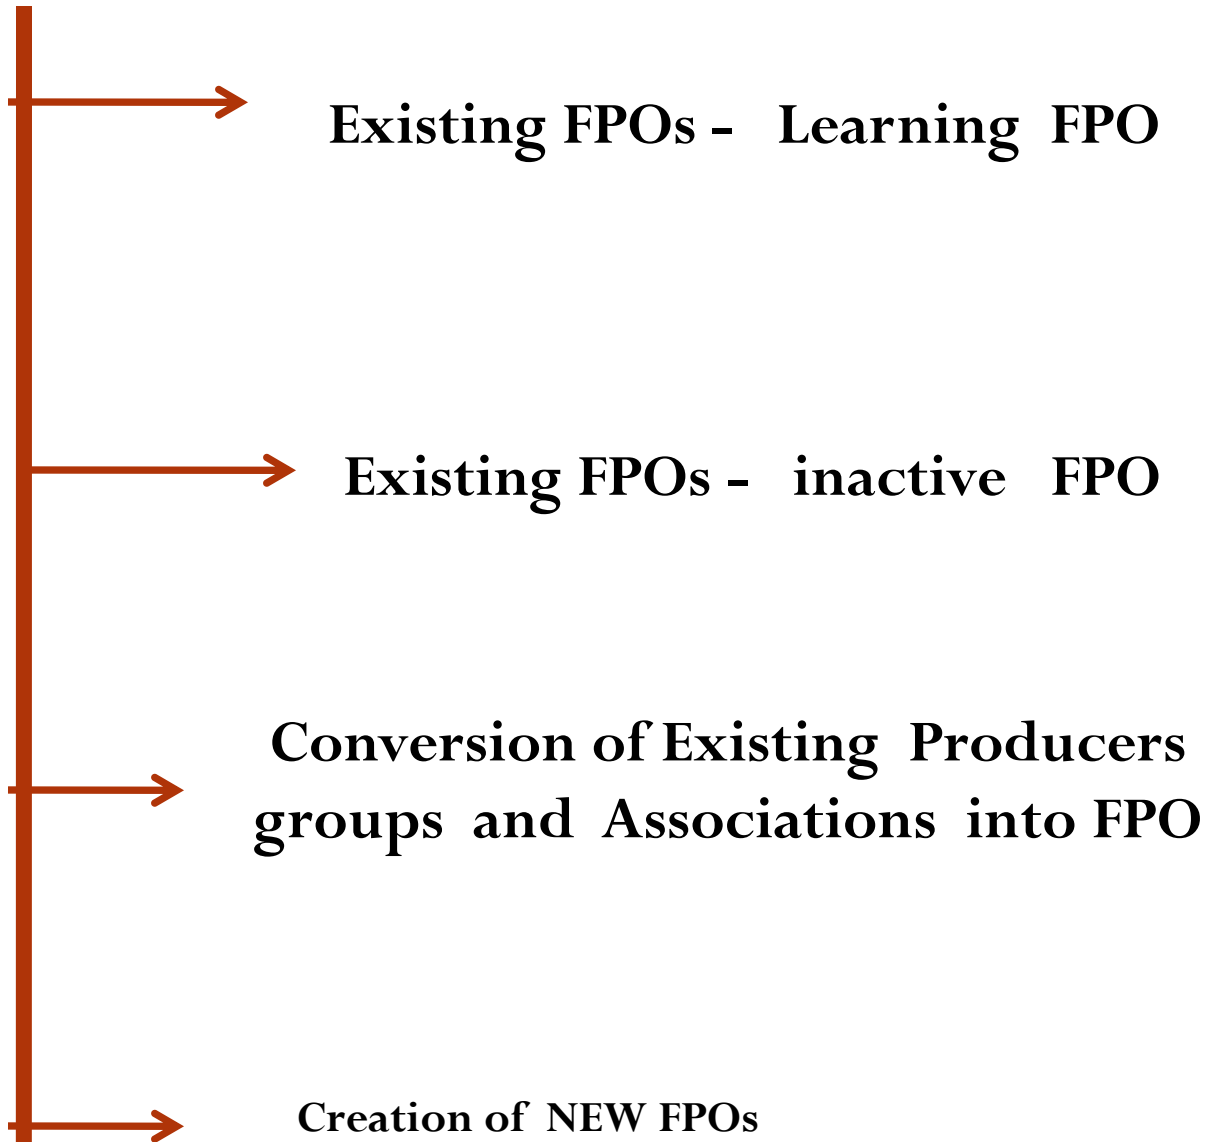 Existing FPOs - Learning FPO
Existing FPOs - inactive FPO
Conversion of Existing Producers
groups and Associations into FPO
Creation of NEW FPOs